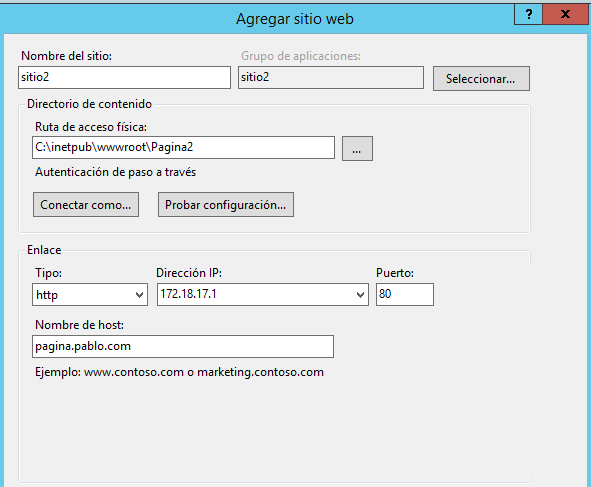 Agregar sitio web
? x
Nombre del sitio: Grupo de aplicaciones:
sitio2 sitio2 Seleccionar...
Directorio de contenido
Ruta de acceso física:
C:\inetpub\wwwroot\Pagina2 ...
Autenticación de paso a través
Conectar como... Probar configuración...
Enlace
Tipo: Dirección IP: Puerto:
http 172.18.17.1 80
Nombre de host:
pagina.pablo.com
Ejemplo: www.contoso.com o marketing.contoso.com